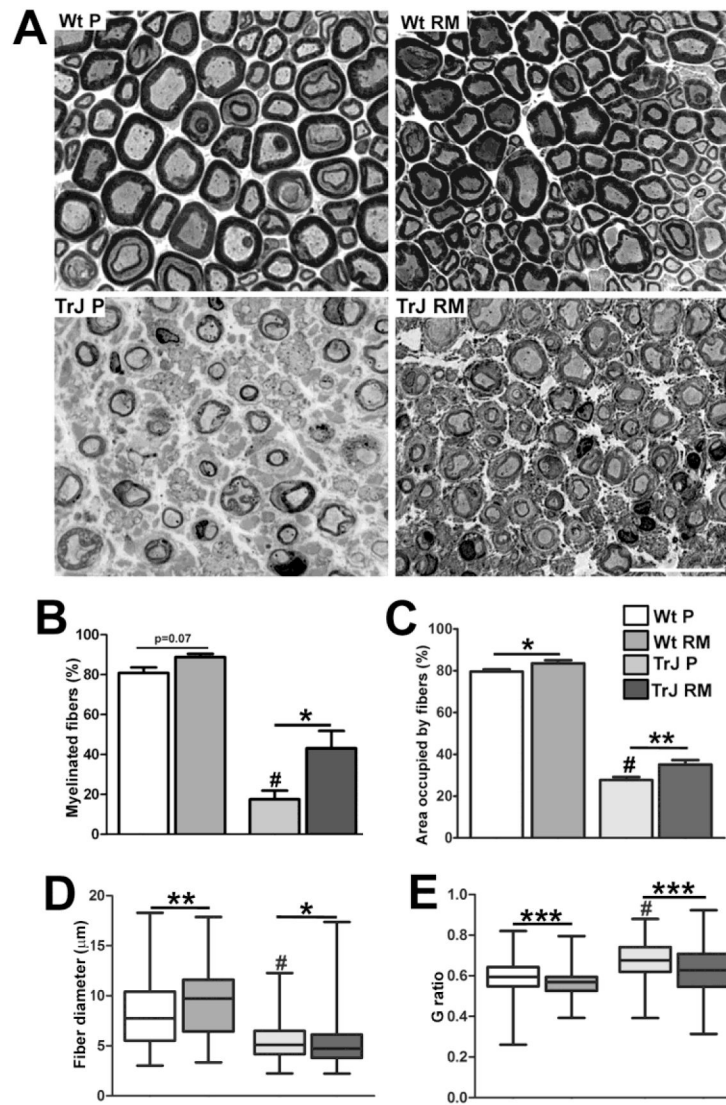 A
Wt P
Wt RM
TrJ P
TrJ RM
B
Myelinated fibers (%)
100
80
60
40
20
0
p=0.07
#
*
C
Area occupied by fibers (%)
100
80
60
40
20
0
*
#
**
Wt P
Wt RM
TrJ P
TrJ RM
D
Fiber diameter (μm)
20
15
10
5
0
**
#
*
E
G ratio
1.0
0.8
0.6
0.4
0.2
0.0
***
#
***